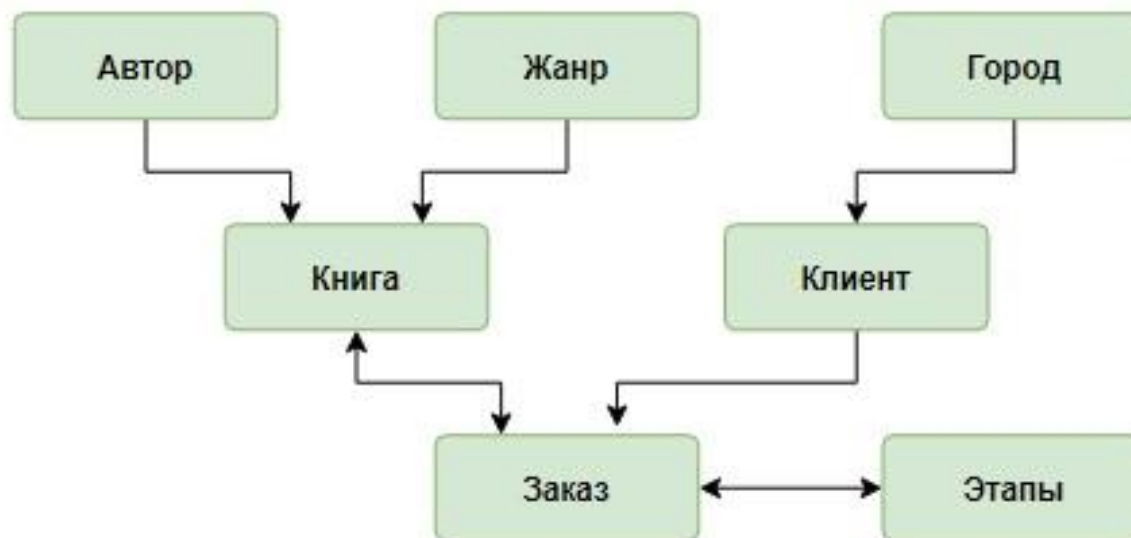 Автор
Жанр
Город
Книга
Клиент
Заказ
Этапы